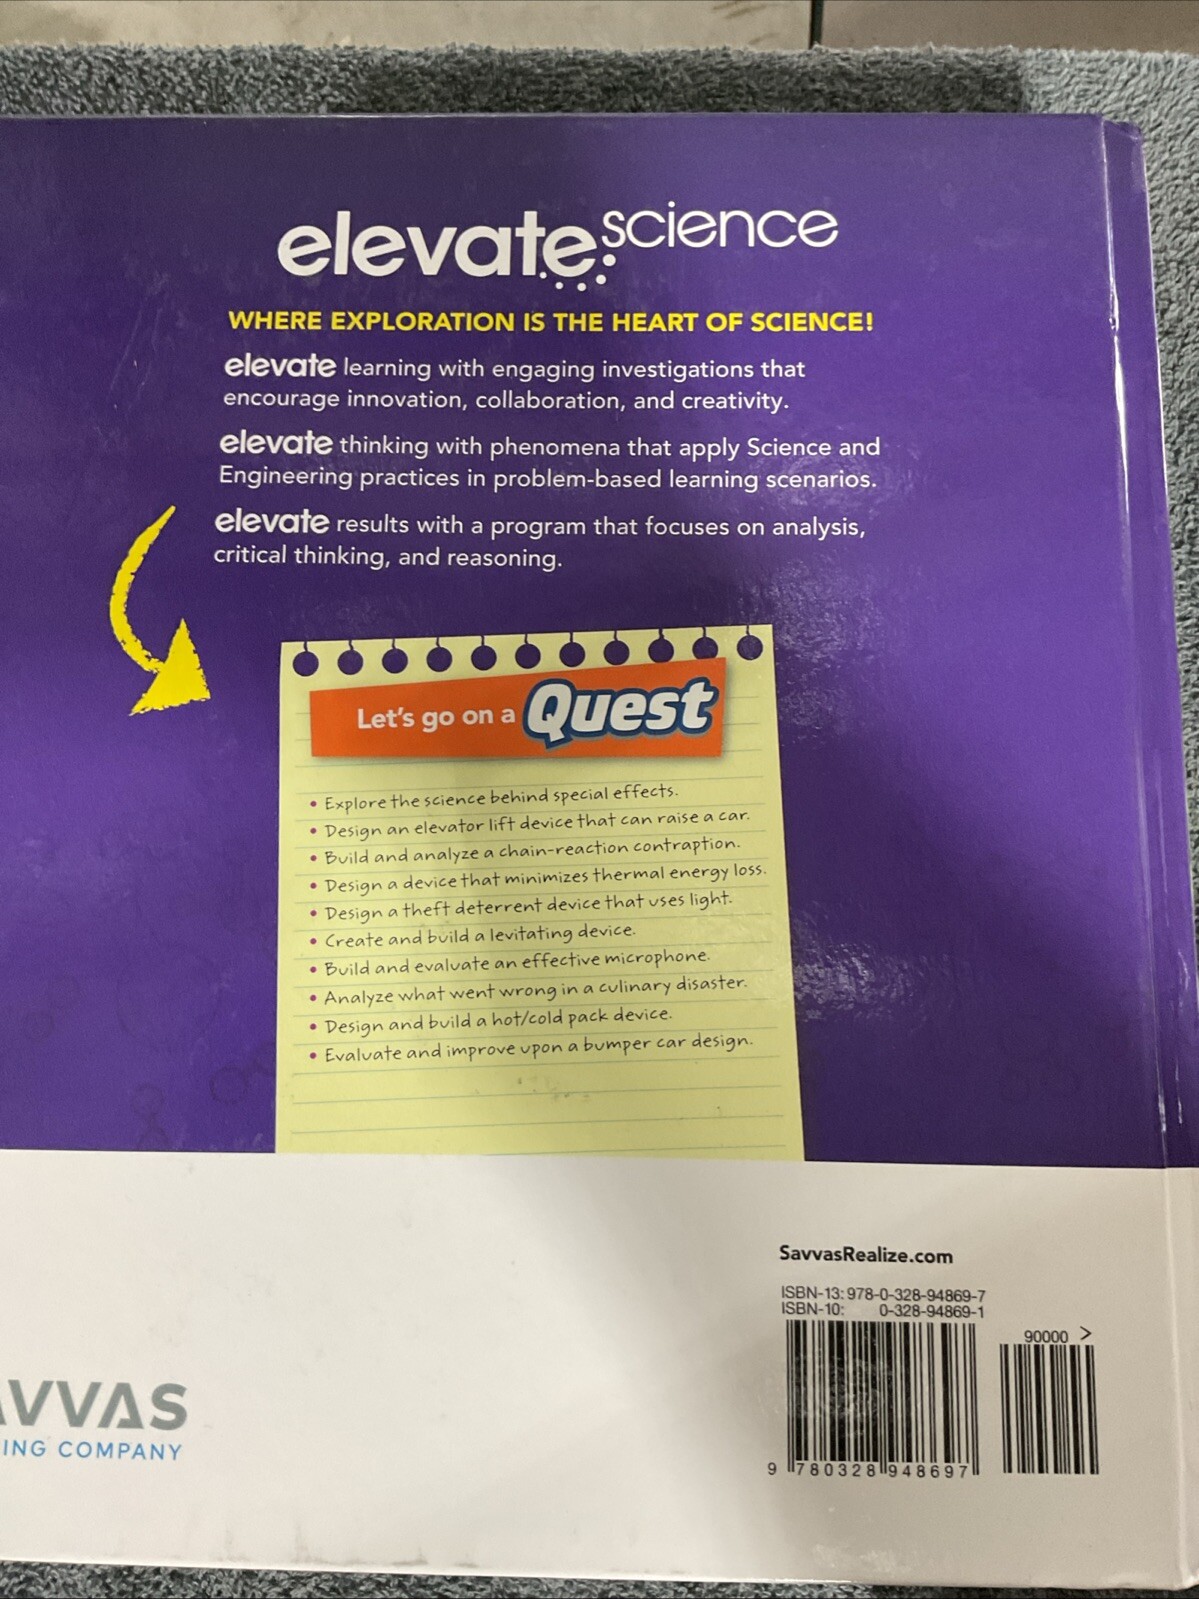 elevate science
WHERE EXPLORATION IS THE HEART OF SCIENCE!
elevate learning with engaging investigations that
encourage innovation, collaboration, and creativity.
elevate thinking with phenomena that apply Science and
Engineering practices in problem-based learning scenarios.
elevate results with a program that focuses on analysis,
critical thinking, and reasoning.
Let's go on a Quest
• Explore the science behind special effects.
• Design an elevator lift device that can raise a car.
• Build and analyze a chain-reaction contraption.
• Design a device that minimizes thermal energy loss.
• Design a theft deterrent device that uses light.
• Create and build a levitating device.
• Build and evaluate an effective microphone.
• Analyze what went wrong in a culinary disaster.
• Design and build a hot/cold pack device.
• Evaluate and improve upon a bumper car design.
SavvasRealize.com
ISBN-13: 978-0-328-94869-7
ISBN-10: 0-328-94869-1
90000 >
9 780328 948697
AVVAS
ING COMPANY